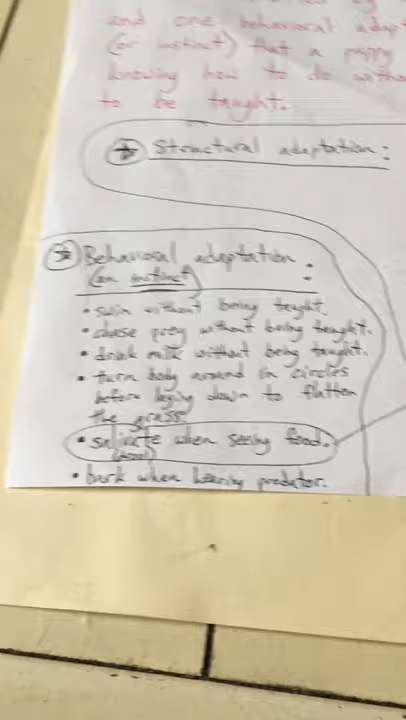 and one behavioral adap
(or instinct) that a puppy
knowing how to do witho
to be taught.
Structural adaptation:
Behavioral adaptation
(an instinct) :
• swim without being taught.
• chase prey without being taught.
• drink milk without being taught.
• turn body around in circles
before laying down to flatten
the grass
• salivate when seeing food.
(drool)
• bark when hearing predator.